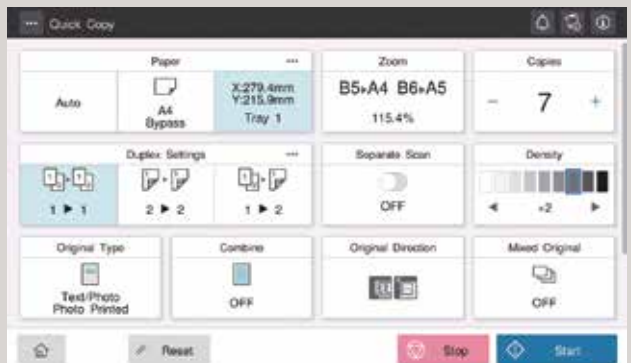 Quick Copy
Paper
Auto
A4
Bypass
X:279.4mm
Y:215.9mm
Tray 1
Zoom
B5▸A4 B6▸A5
115.4%
Copies
- 7 +
Duplex Settings
1 ▶ 1
2 ▶ 2
1 ▶ 2
Separate Scan
OFF
Density
◀ +2 ▶
Original Type
Text/Photo
Photo Printed
Combine
OFF
Original Direction
Mixed Original
OFF
Reset
Stop
Start